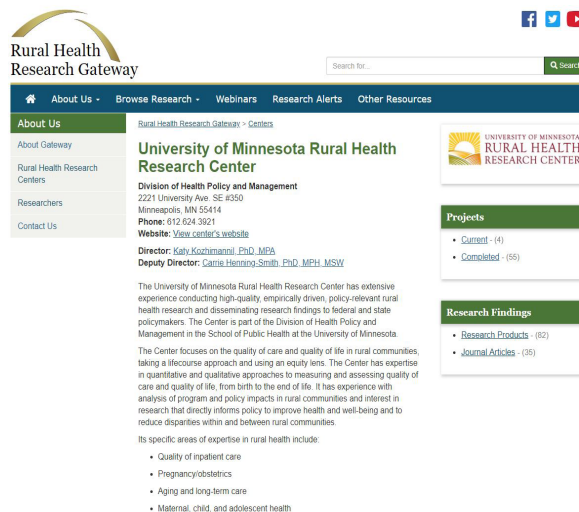 Rural Health
Research Gateway
Search for...
Search
About Us
Browse Research
Webinars
Research Alerts
Other Resources
About Us
About Gateway
Rural Health Research
Centers
Researchers
Contact Us
Rural Health Research Gateway > Centers
University of Minnesota Rural Health
Research Center
Division of Health Policy and Management
2221 University Ave. SE #350
Minneapolis, MN 55414
Phone: 612.624.3921
Website: View center's website
Director: Katy Kozhimannil, PhD, MPA
Deputy Director: Carrie Henning-Smith, PhD, MPH, MSW
The University of Minnesota Rural Health Research Center has extensive
experience conducting high-quality, empirically driven, policy-relevant rural
health research and disseminating research findings to federal and state
policymakers. The Center is part of the Division of Health Policy and
Management in the School of Public Health at the University of Minnesota.
The Center focuses on the quality of care and quality of life in rural communities,
taking a lifecourse approach and using an equity lens. The Center has expertise
in quantitative and qualitative approaches to measuring and assessing quality of
care and quality of life, from birth to the end of life. It has experience with
analysis of program and policy impacts in rural communities and interest in
research that directly informs policy to improve health and well-being and to
reduce disparities within and between rural communities.
Its specific areas of expertise in rural health include:
• Quality of inpatient care
• Pregnancy/obstetrics
• Aging and long-term care
• Maternal, child, and adolescent health
UNIVERSITY OF MINNESOTA
RURAL HEALTH
RESEARCH CENTER
Projects
• Current - (4)
• Completed - (55)
Research Findings
• Research Products - (82)
• Journal Articles - (35)